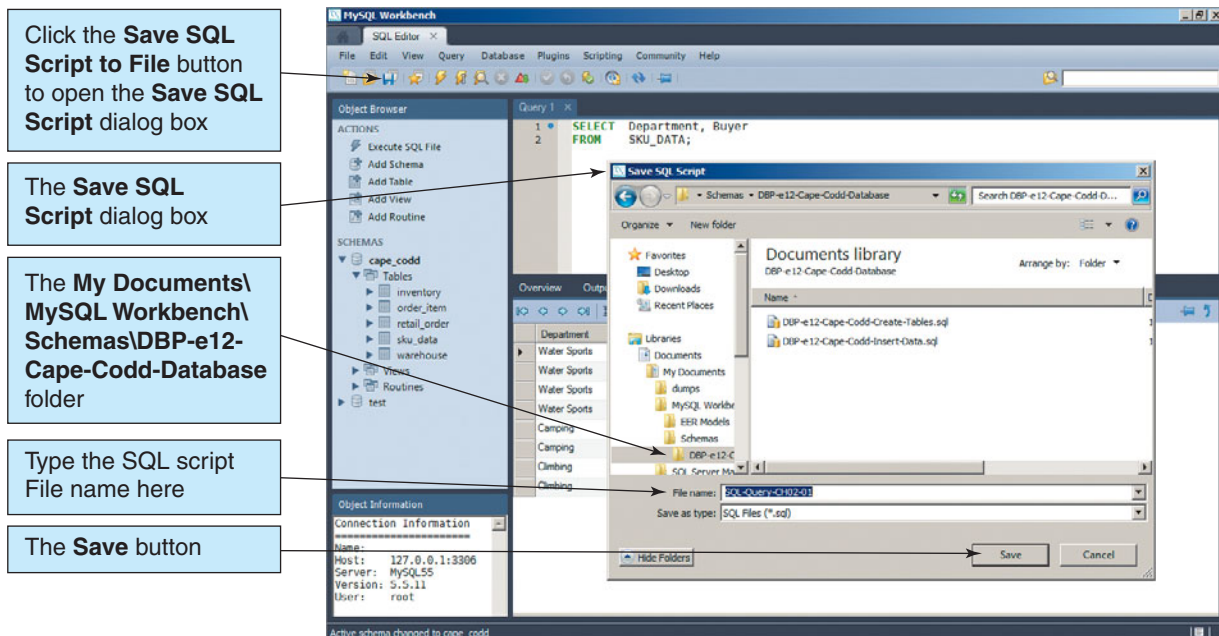 Click the Save SQL
Script to File button
to open the Save SQL
Script dialog box
The Save SQL
Script dialog box
The My Documents\
MySQL Workbench\
Schemas\DBP-e12-
Cape-Codd-Database
folder
Type the SQL script
File name here
The Save button
MySQL Workbench
SQL Editor
File Edit View Query Database Plugins Scripting Community Help
Object Browser
ACTIONS
Execute SQL File
Add Schema
Add Table
Add View
Add Routine
SCHEMAS
cape_codd
Tables
inventory
order_item
retail_order
sku_data
warehouse
Views
Routines
test
Object Information
Connection Information
=======================
Name:
Host: 127.0.0.1:3306
Server: MySQL55
Version: 5.5.11
User: root
Query 1
1 SELECT Department, Buyer
2 FROM SKU_DATA;
Overview Outpu
Department
Water Sports
Water Sports
Water Sports
Water Sports
Camping
Camping
Climbing
Climbing
Save SQL Script
Schemas DBP-e12-Cape-Codd-Database
Search DBP-e12-Cape-Codd-D...
Organize New folder
Favorites
Desktop
Downloads
Recent Places
Libraries
Documents
My Documents
dumps
MySQL Workbe
EER Models
Schemas
DBP-e12-C
SQL Server Ma
Documents library
DBP-e12-Cape-Codd-Database
Arrange by: Folder
Name
DBP-e12-Cape-Codd-Create-Tables.sql
DBP-e12-Cape-Codd-Insert-Data.sql
File name: SQL-Query-CH02-01
Save as type: SQL Files (*.sql)
Hide Folders
Save
Cancel
Active schema changed to cape_codd